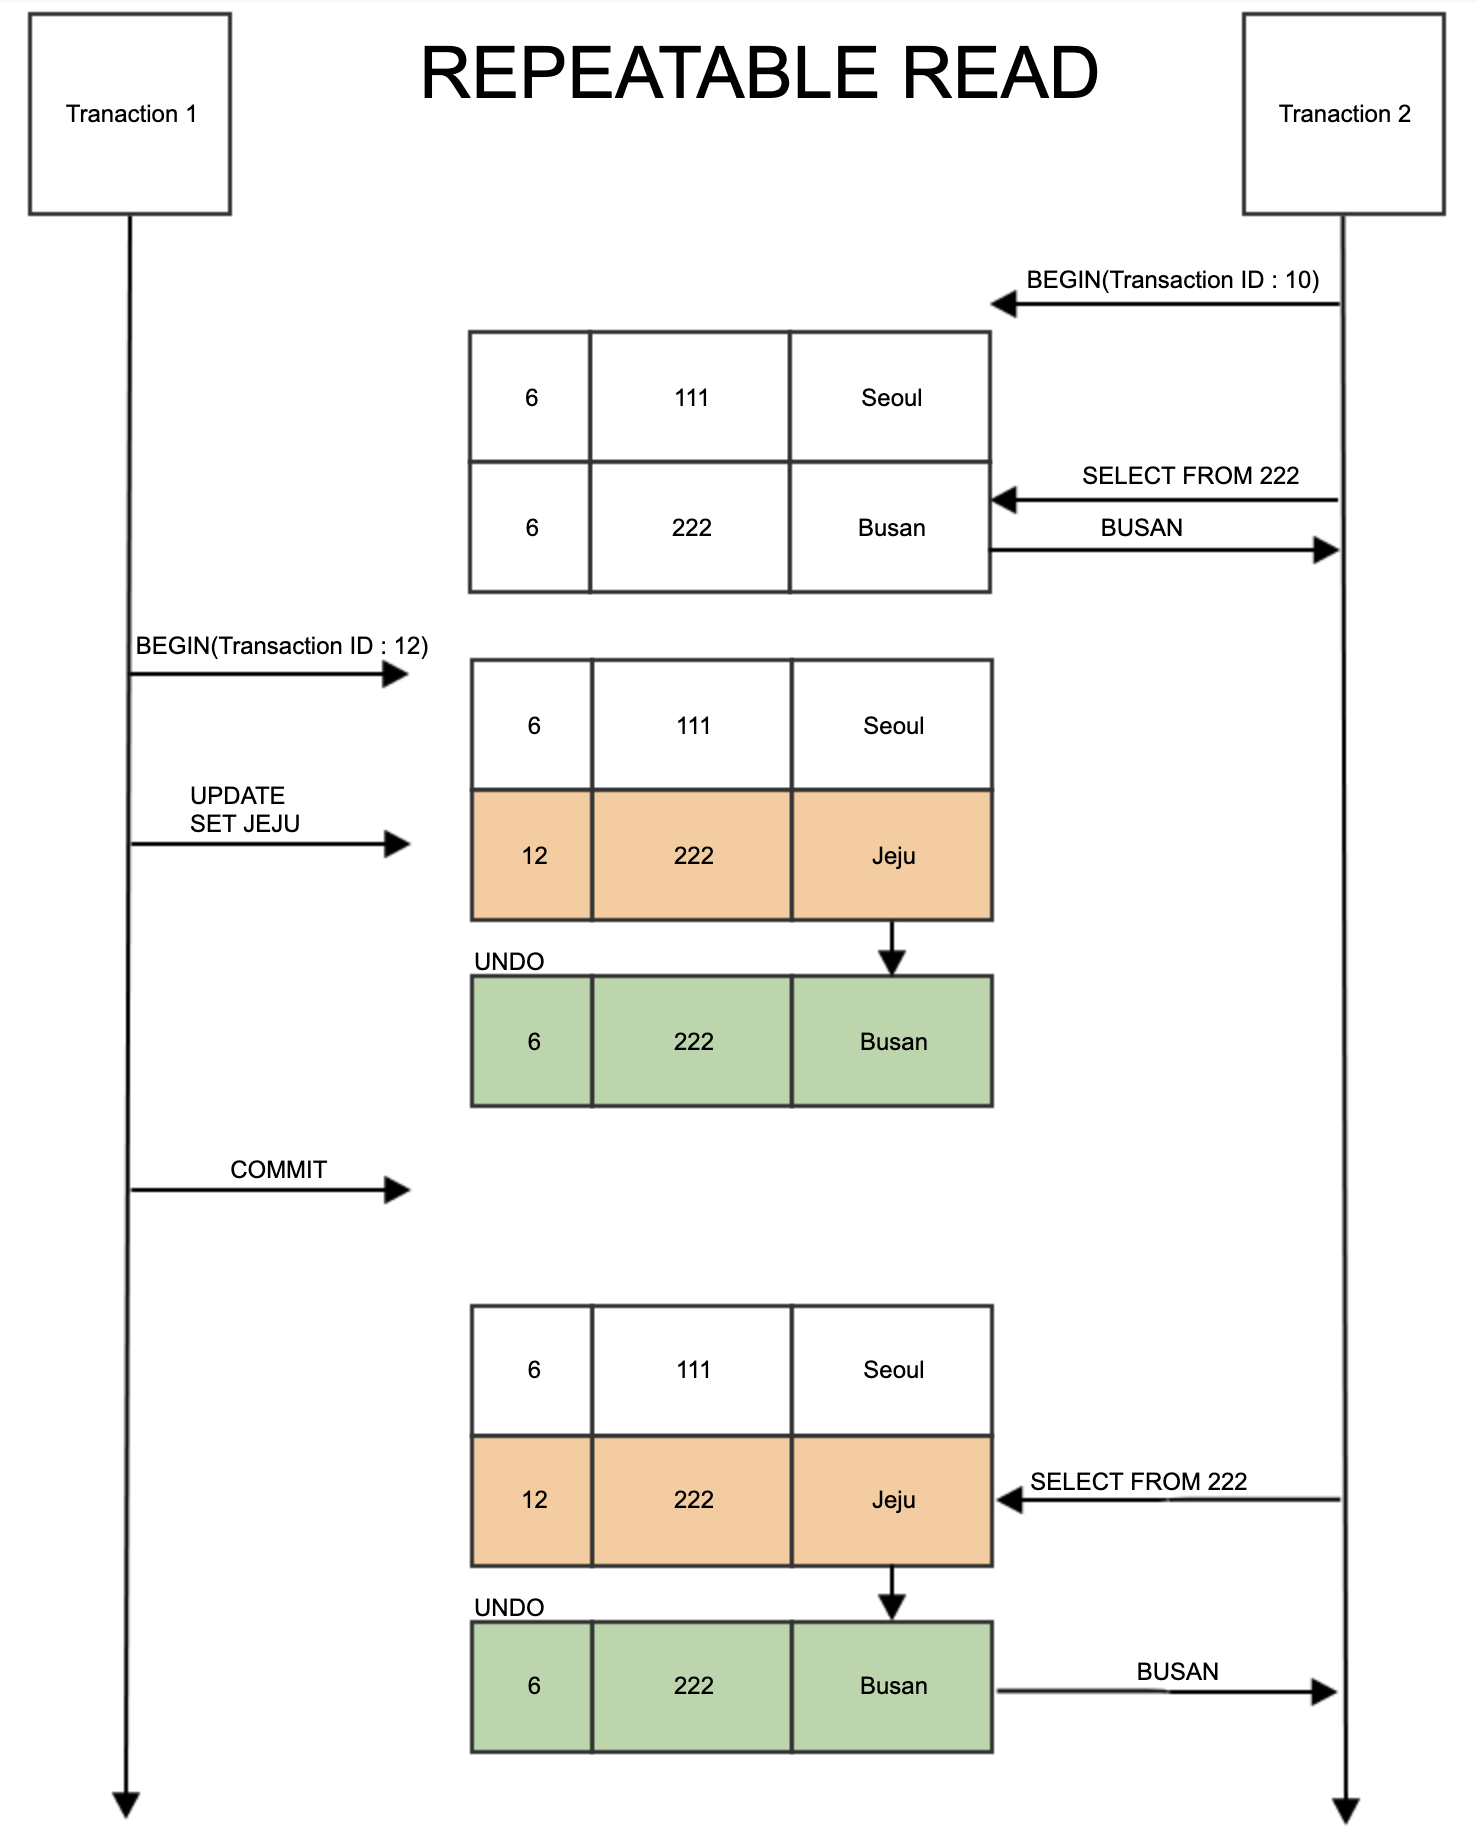 Tranaction 1
REPEATABLE READ
Tranaction 2
BEGIN(Transaction ID : 10)
6 111 Seoul
SELECT FROM 222
6 222 Busan
BUSAN
BEGIN(Transaction ID : 12)
6 111 Seoul
UPDATE
SET JEJU
12 222 Jeju
UNDO
6 222 Busan
COMMIT
6 111 Seoul
SELECT FROM 222
12 222 Jeju
UNDO
6 222 Busan
BUSAN